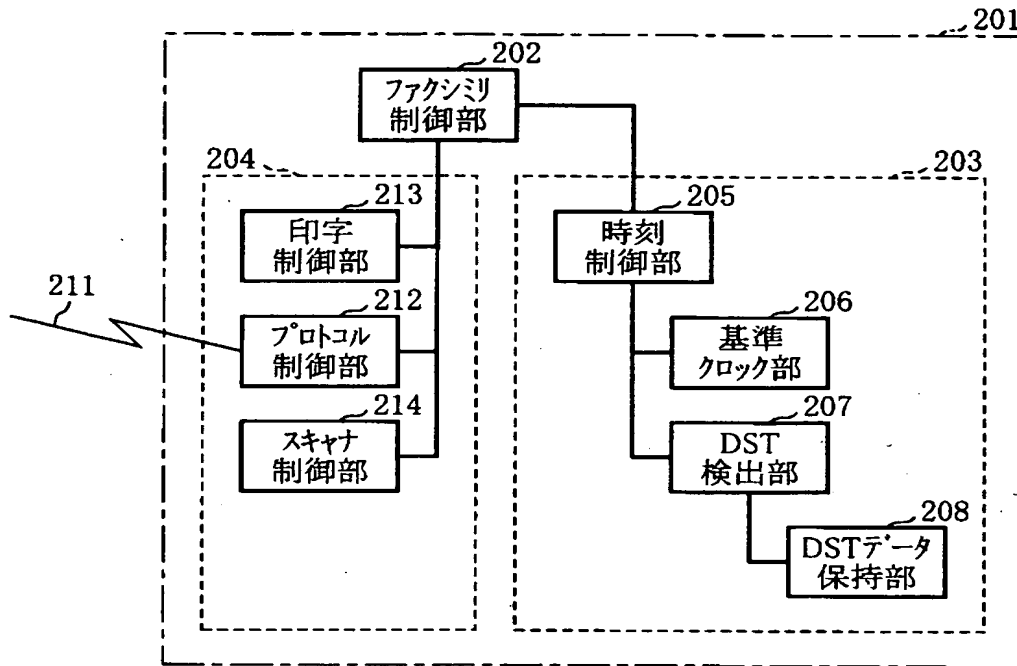 201
202
ファクシミリ
制御部
204
203
213
印字
制御部
205
時刻
制御部
211
212
プロトコル
制御部
206
基準
クロック部
214
スキャナ
制御部
207
DST
検出部
208
DSTデータ
保持部